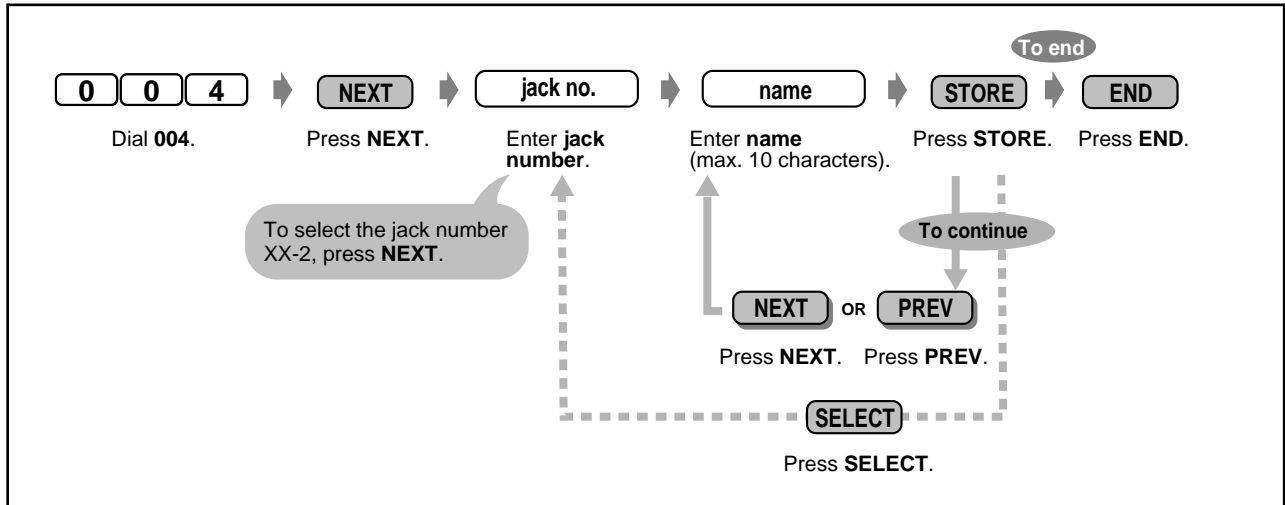 To end
0 0 4 NEXT jack no. name STORE END
Dial 004. Press NEXT. Enter jack Enter name Press STORE. Press END.
number. (max. 10 characters).
To select the jack number
XX-2, press NEXT.
To continue
NEXT OR PREV
Press NEXT. Press PREV.
SELECT
Press SELECT.